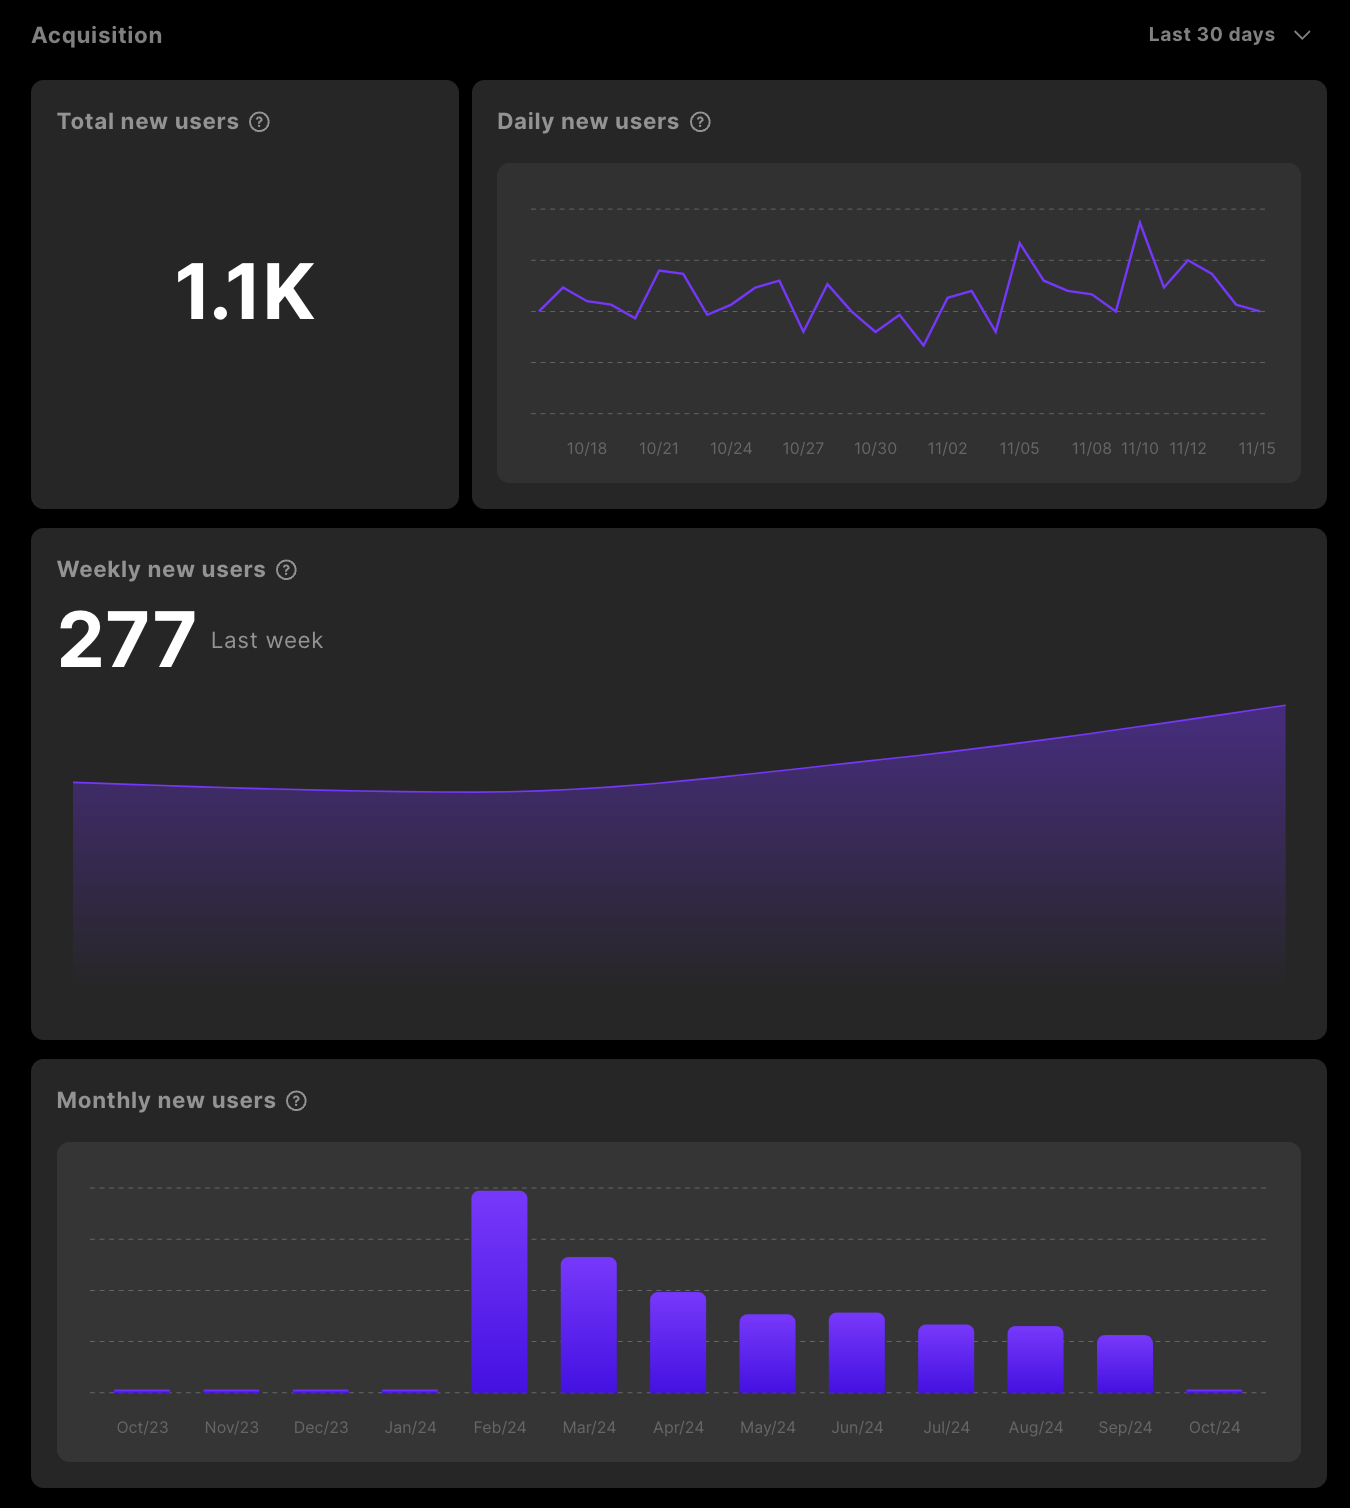 Acquisition
Last 30 days
Total new users ?
1.1K
Daily new users ?
10/18 10/21 10/24 10/27 10/30 11/02 11/05 11/08 11/10 11/12 11/15
Weekly new users ?
277 Last week
Monthly new users ?
Oct/23 Nov/23 Dec/23 Jan/24 Feb/24 Mar/24 Apr/24 May/24 Jun/24 Jul/24 Aug/24 Sep/24 Oct/24